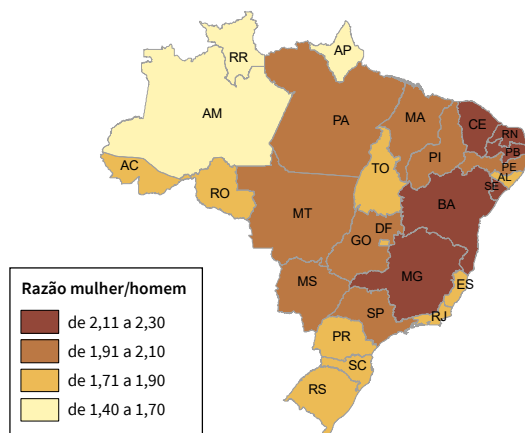 RR
AP
AM
PA
MA
CE
RN
PB
PE
AL
SE
PI
AC
TO
RO
BA
MT
DF
GO
MG
ES
MS
SP
RJ
PR
SC
RS
Razão mulher/homem
de 2,11 a 2,30
de 1,91 a 2,10
de 1,71 a 1,90
de 1,40 a 1,70